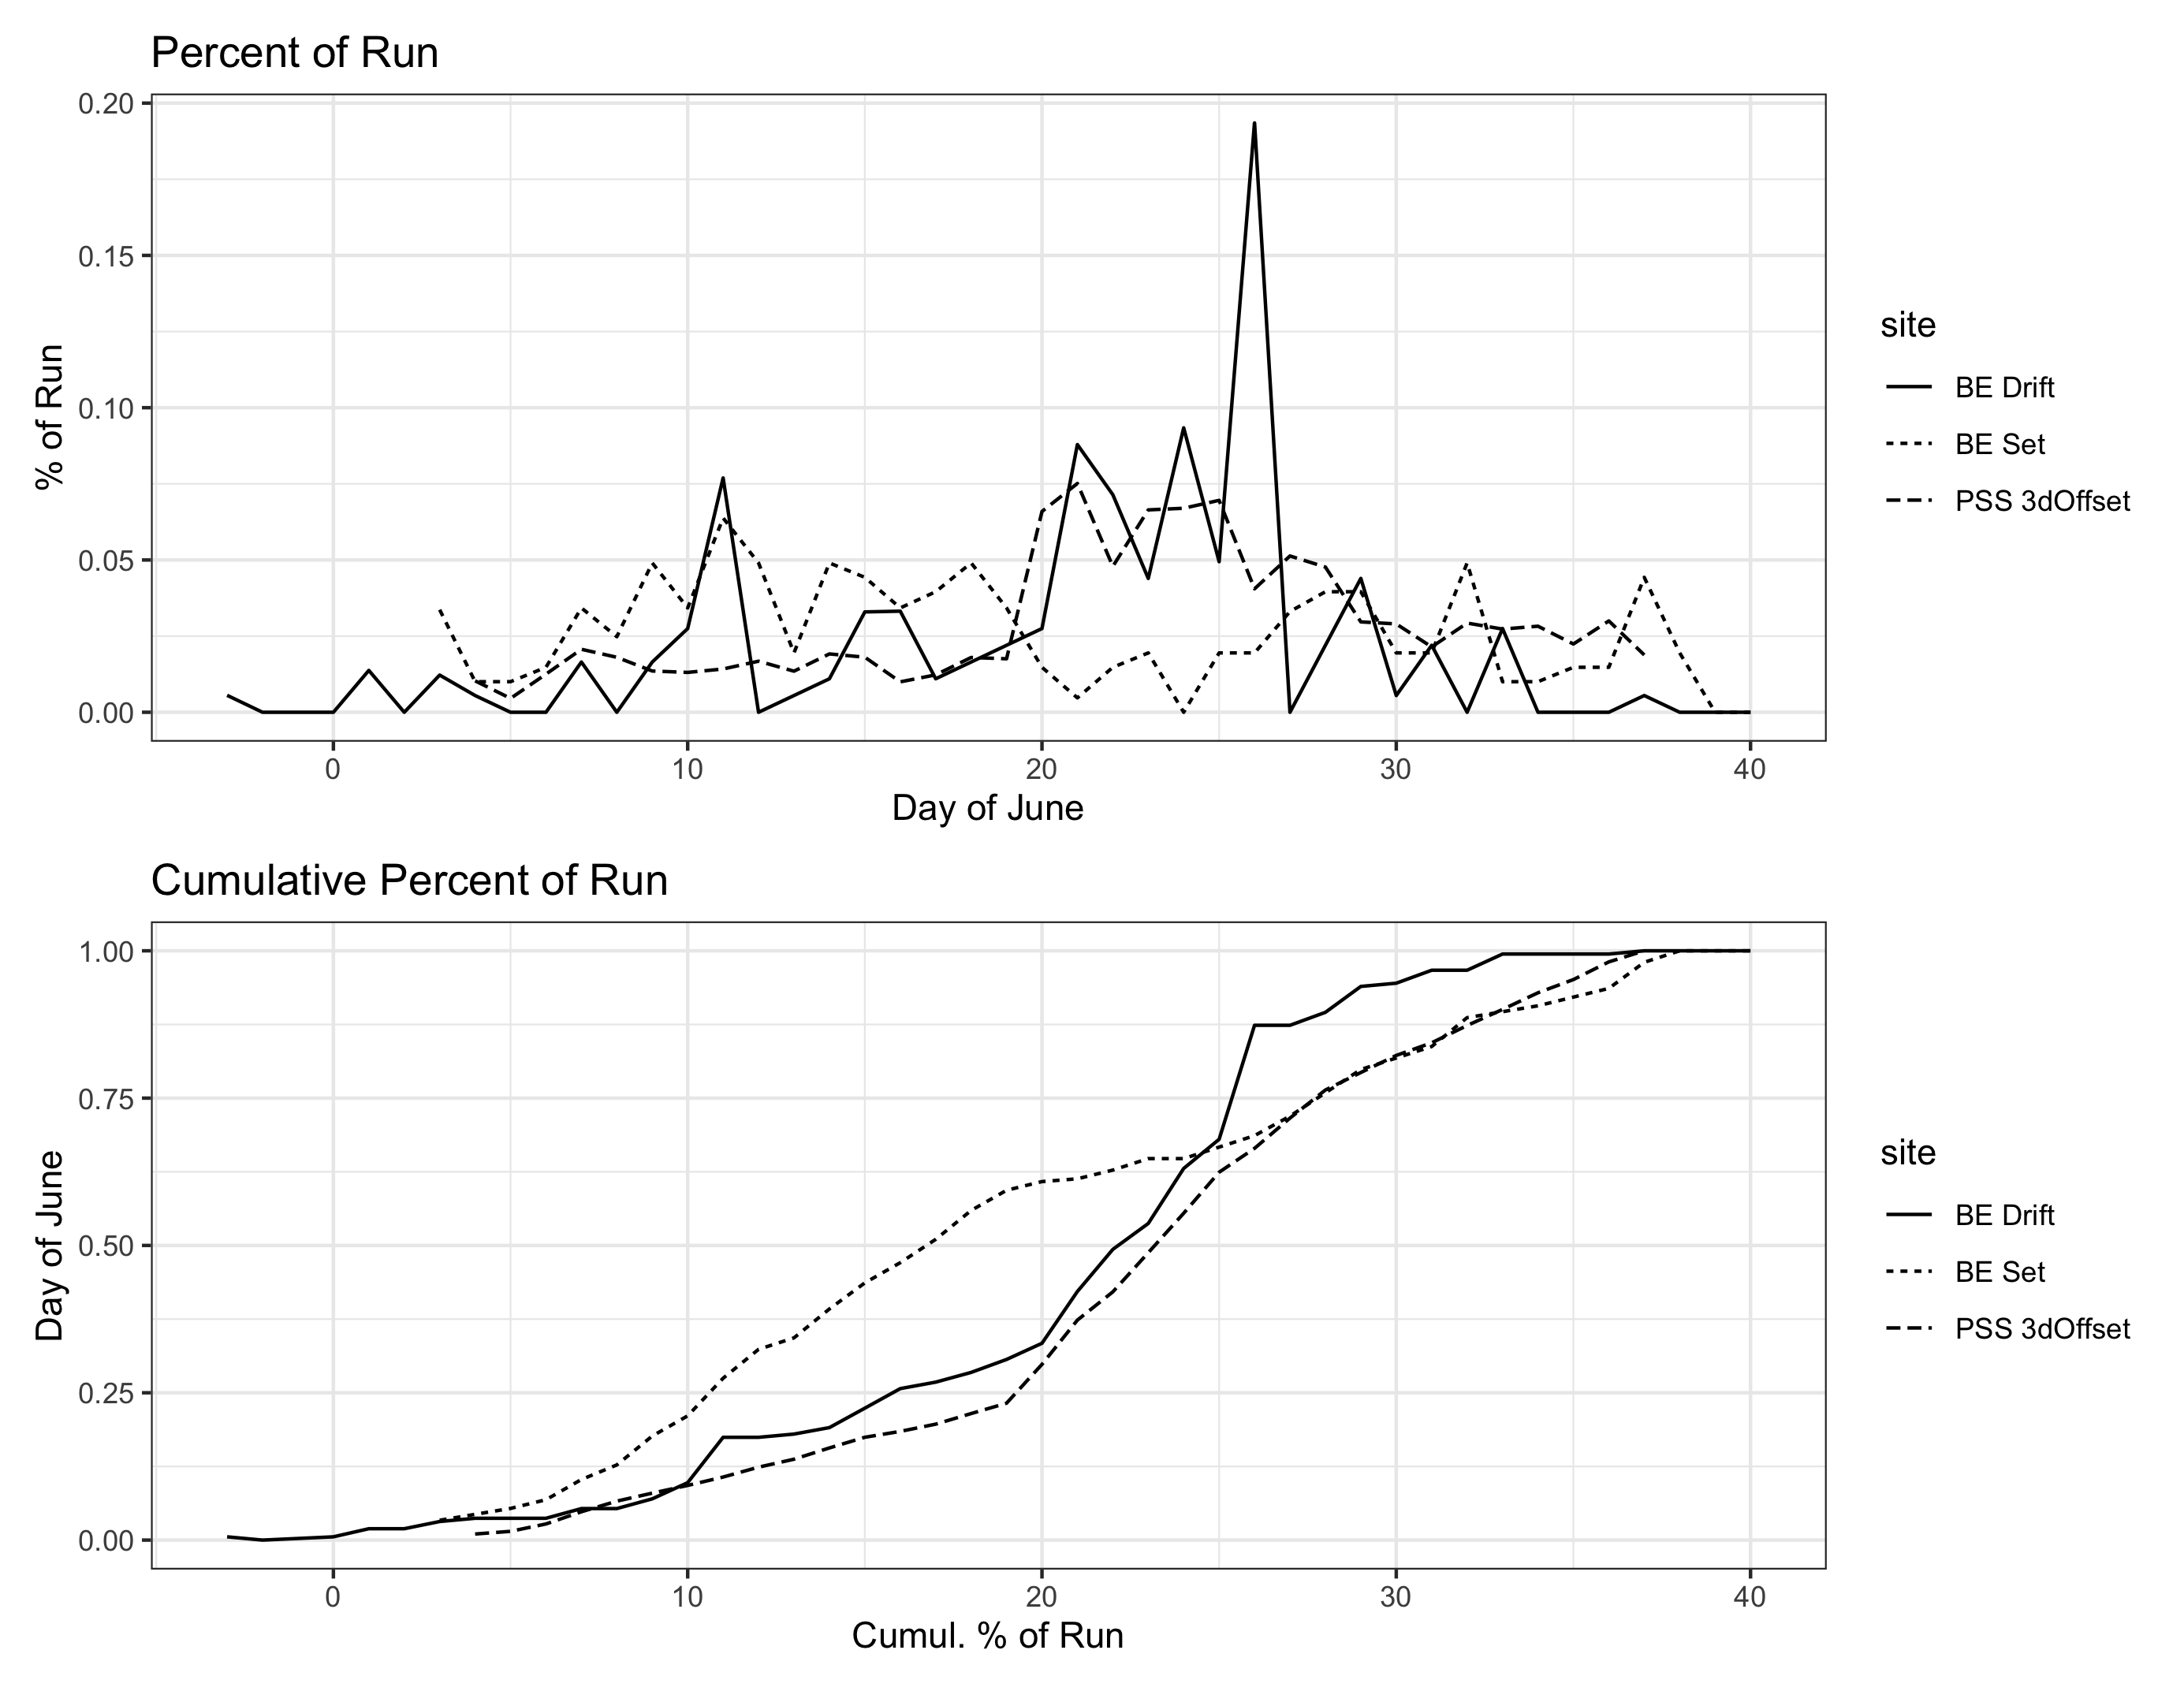 Percent of Run
0.20
0.15
0.10
0.05
0.00
% of Run
0 10 20 30 40
Day of June
site
BE Drift
BE Set
PSS 3dOffset
Cumulative Percent of Run
1.00
0.75
0.50
0.25
0.00
Day of June
0 10 20 30 40
Cumul. % of Run
site
BE Drift
BE Set
PSS 3dOffset